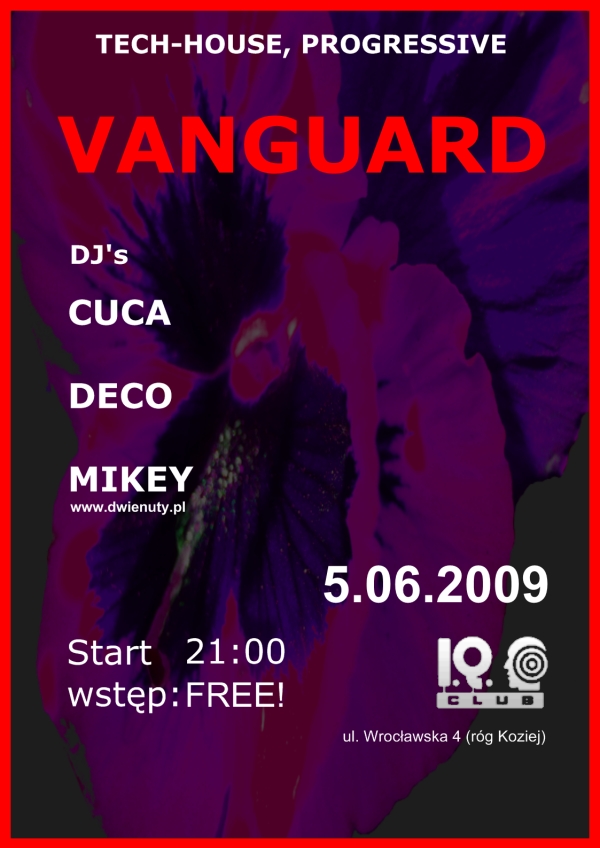 TECH-HOUSE, PROGRESSIVE
VANGUARD
DJ's
CUCA
DECO
MIKEY
www.dwienuty.pl
5.06.2009
Start 21:00
wstęp: FREE!
I.Q.
CLUB
ul. Wrocławska 4 (róg Koziej)